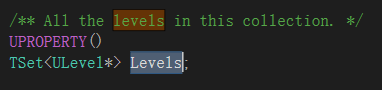 /** All the levels in this collection. */
UPROPERTY()
TSet<ULevel*> Levels;